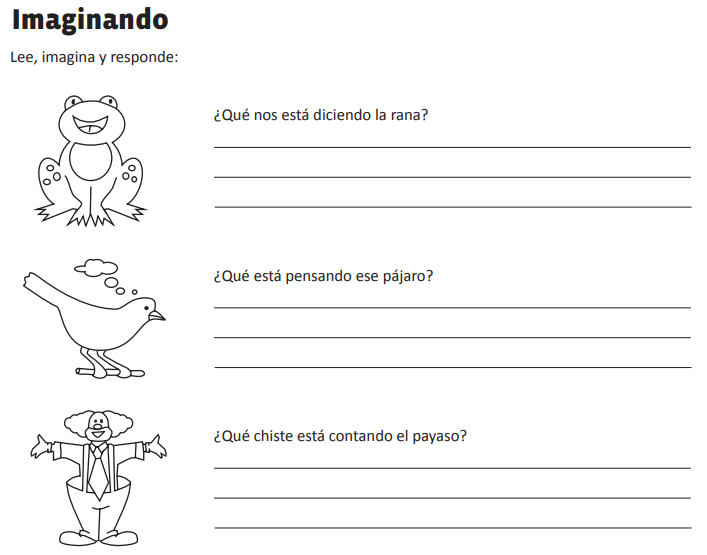 Imaginando
Lee, imagina y responde:
¿Qué nos está diciendo la rana?
¿Qué está pensando ese pájaro?
¿Qué chiste está contando el payaso?